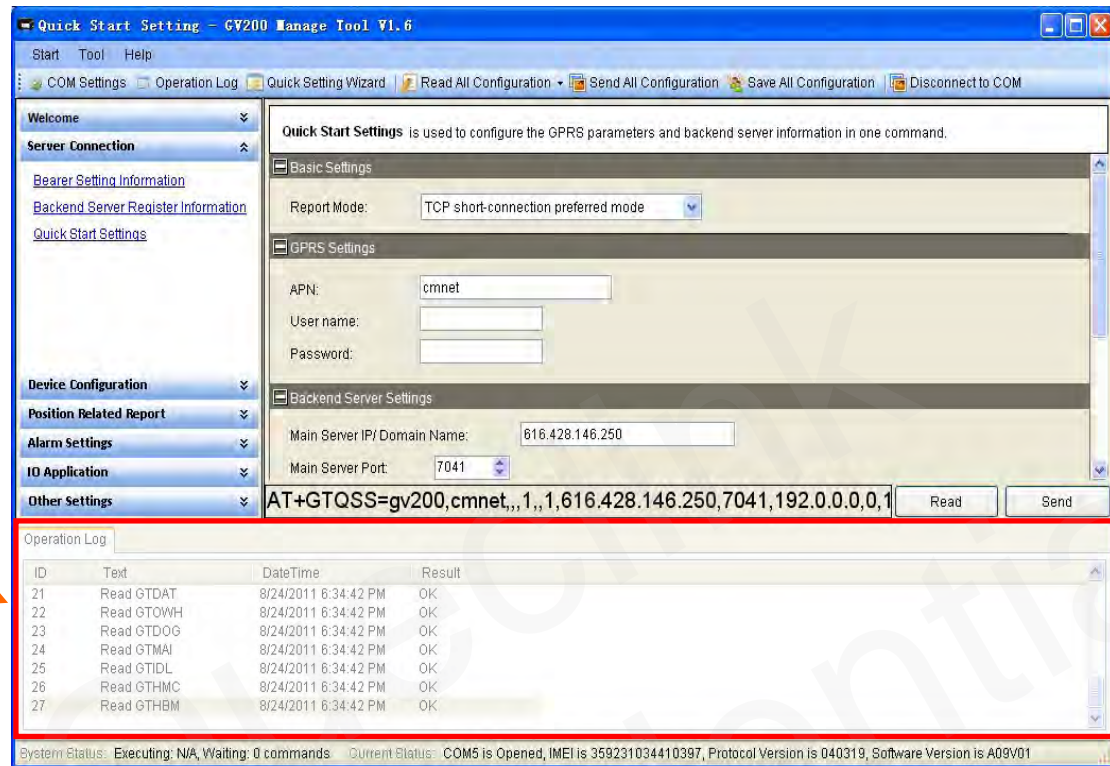 Quick Start Setting - GV200 Manage Tool V1.6
Start Tool Help
COM Settings Operation Log Quick Setting Wizard Read All Configuration Send All Configuration Save All Configuration Disconnect to COM
Welcome
Server Connection
Bearer Setting Information
Backend Server Register Information
Quick Start Settings
Device Configuration
Position Related Report
Alarm Settings
IO Application
Other Settings
Quick Start Settings is used to configure the GPRS parameters and backend server information in one command.
Basic Settings
Report Mode: TCP short-connection preferred mode
GPRS Settings
APN: cmnet
User name:
Password:
Backend Server Settings
Main Server IP/ Domain Name: 616.428.146.250
Main Server Port: 7041
AT+GTQSS=gv200,cmnet,,,1,,1,616.428.146.250,7041,192.0.0.0,0,1 Read Send
Operation Log
ID Text DateTime Result
21 Read GTDAT 8/24/2011 6:34:42 PM OK
22 Read GTOWH 8/24/2011 6:34:42 PM OK
23 Read GTDOG 8/24/2011 6:34:42 PM OK
24 Read GTMAI 8/24/2011 6:34:42 PM OK
25 Read GTIDL 8/24/2011 6:34:42 PM OK
26 Read GTHMC 8/24/2011 6:34:42 PM OK
27 Read GTHBM 8/24/2011 6:34:42 PM OK
System Status: Executing: N/A, Waiting: 0 commands Current Status: COM5 is Opened, IMEI is 359231034410397, Protocol Version is 040319, Software Version is A09V01